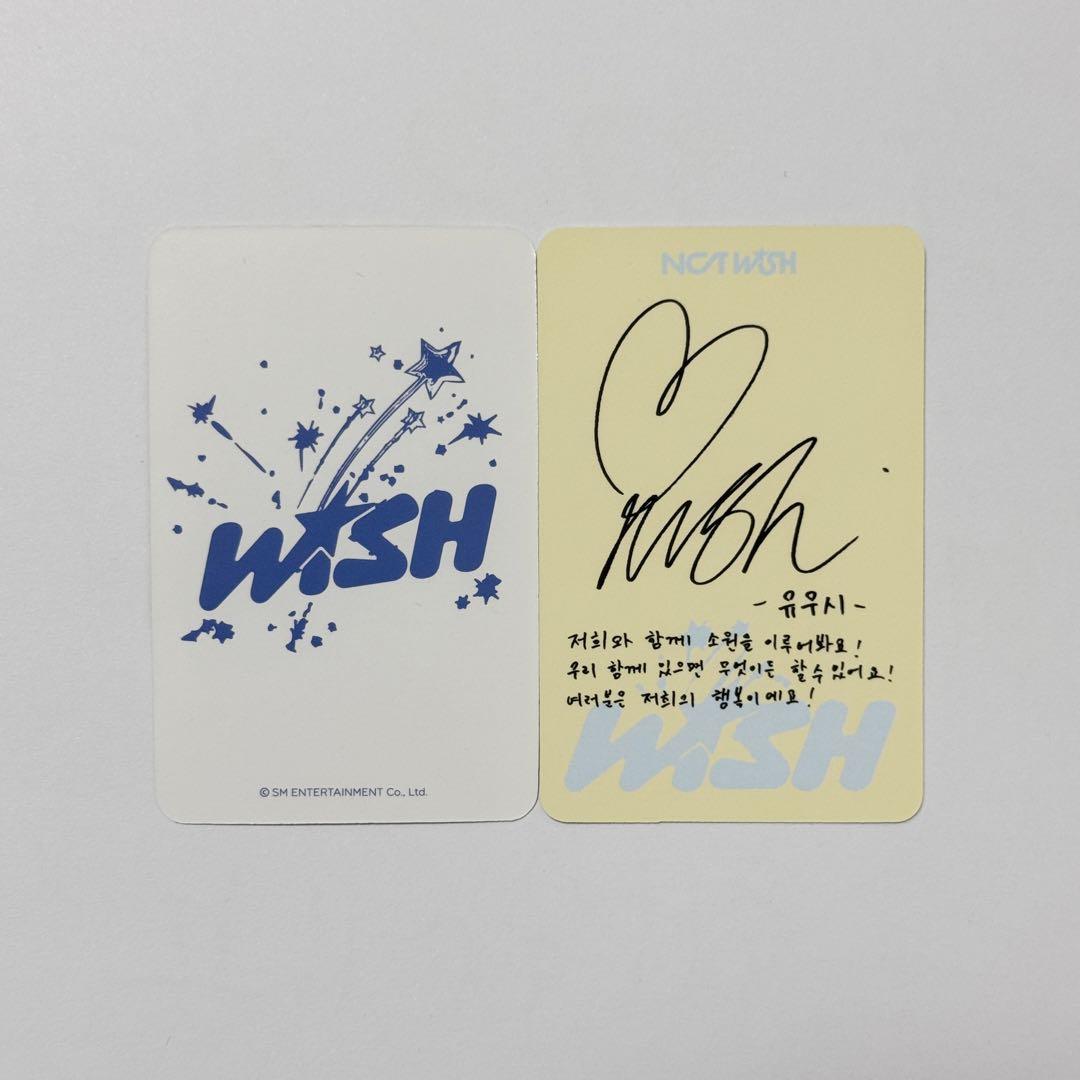 WISH
© SM ENTERTAINMENT Co., Ltd.
NCT WISH
- 유우시 -
저희와 함께 소원을 이루어봐요!
우리 함께 있으면 무엇이든 할 수 있어요!
여러분은 저희의 행복이에요!
WISH